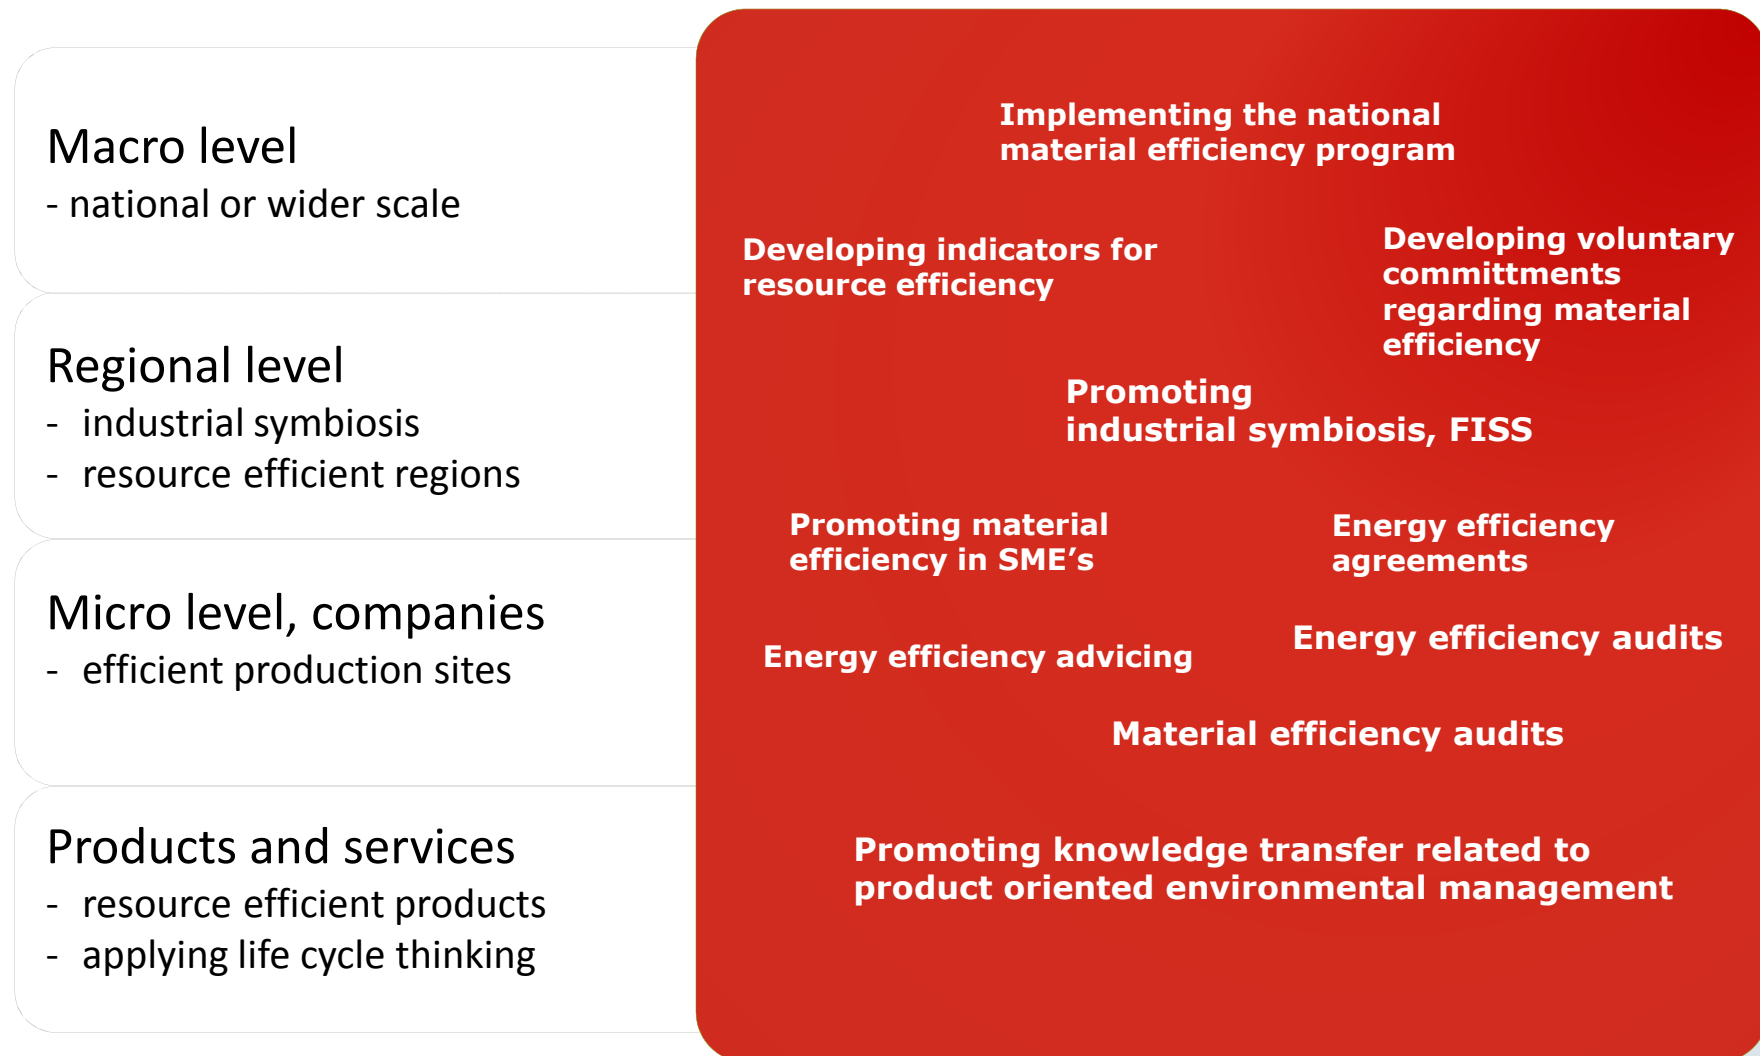 Macro level
- national or wider scale
Regional level
- industrial symbiosis
- resource efficient regions
Micro level, companies
- efficient production sites
Products and services
- resource efficient products
- applying life cycle thinking
Implementing the national
material efficiency program
Developing indicators for
resource efficiency
Developing voluntary
committments
regarding material
efficiency
Promoting
industrial symbiosis, FISS
Promoting material
efficiency in SME’s
Energy efficiency
agreements
Energy efficiency advicing
Energy efficiency audits
Material efficiency audits
Promoting knowledge transfer related to
product oriented environmental management